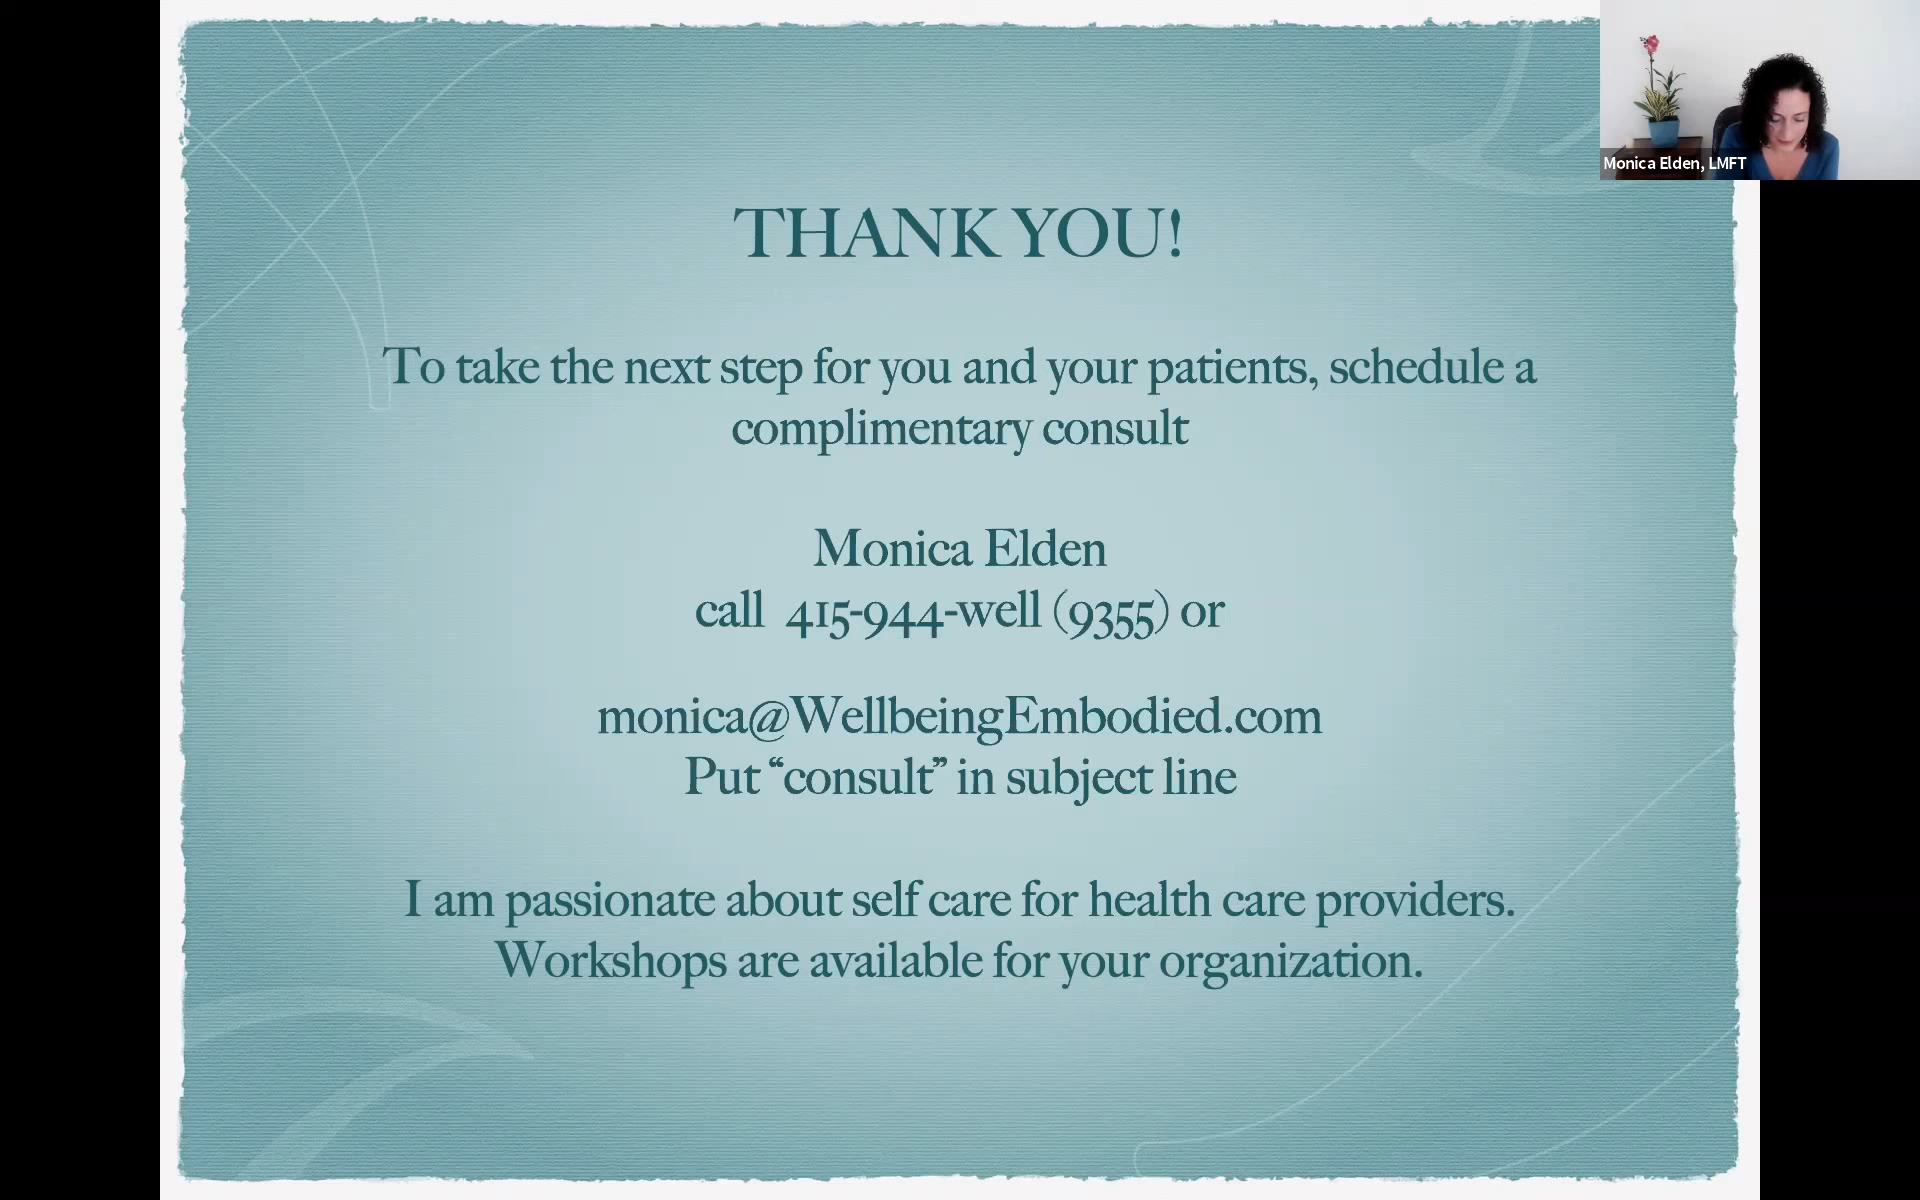 Monica Elden, LMFT
THANK YOU!
To take the next step for you and your patients, schedule a
complimentary consult
Monica Elden
call 415-944-well (9355) or
monica@WellbeingEmbodied.com
Put “consult” in subject line
I am passionate about self care for health care providers.
Workshops are available for your organization.